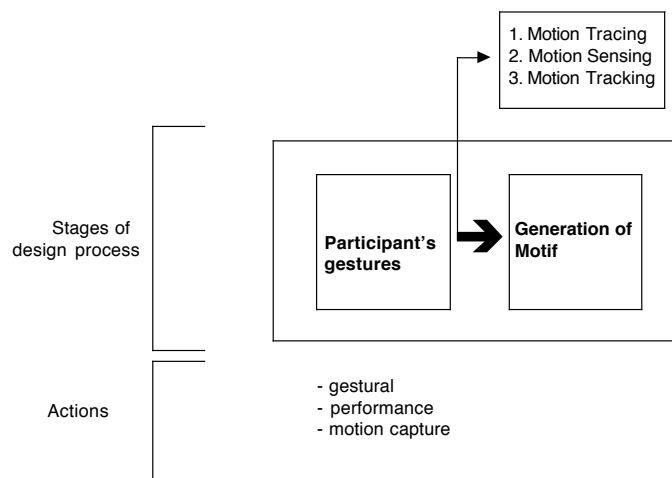 1. Motion Tracing
2. Motion Sensing
3. Motion Tracking
Stages of
design process
Participant's
gestures
Generation of
Motif
Actions
- gestural
- performance
- motion capture